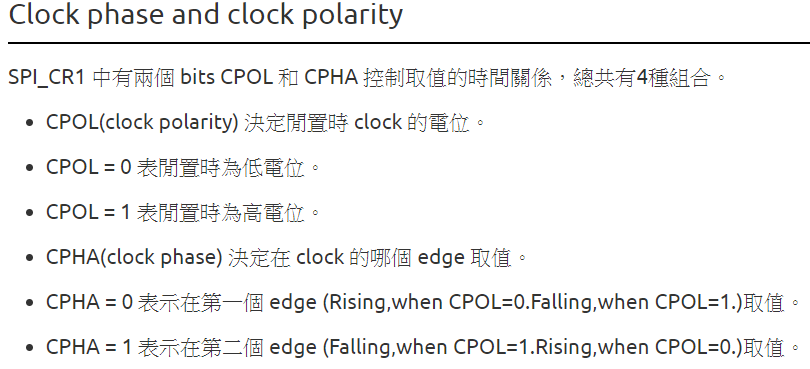 Clock phase and clock polarity
SPI_CR1 中有兩個 bits CPOL 和 CPHA 控制取值的時間關係，總共有4種組合。
• CPOL(clock polarity) 決定閒置時 clock 的電位。
• CPOL = 0 表閒置時為低電位。
• CPOL = 1 表閒置時為高電位。
• CPHA(clock phase) 決定在 clock 的哪個 edge 取值。
• CPHA = 0 表示在第一個 edge (Rising,when CPOL=0.Falling,when CPOL=1.)取值。
• CPHA = 1 表示在第二個 edge (Falling,when CPOL=1.Rising,when CPOL=0.)取值。